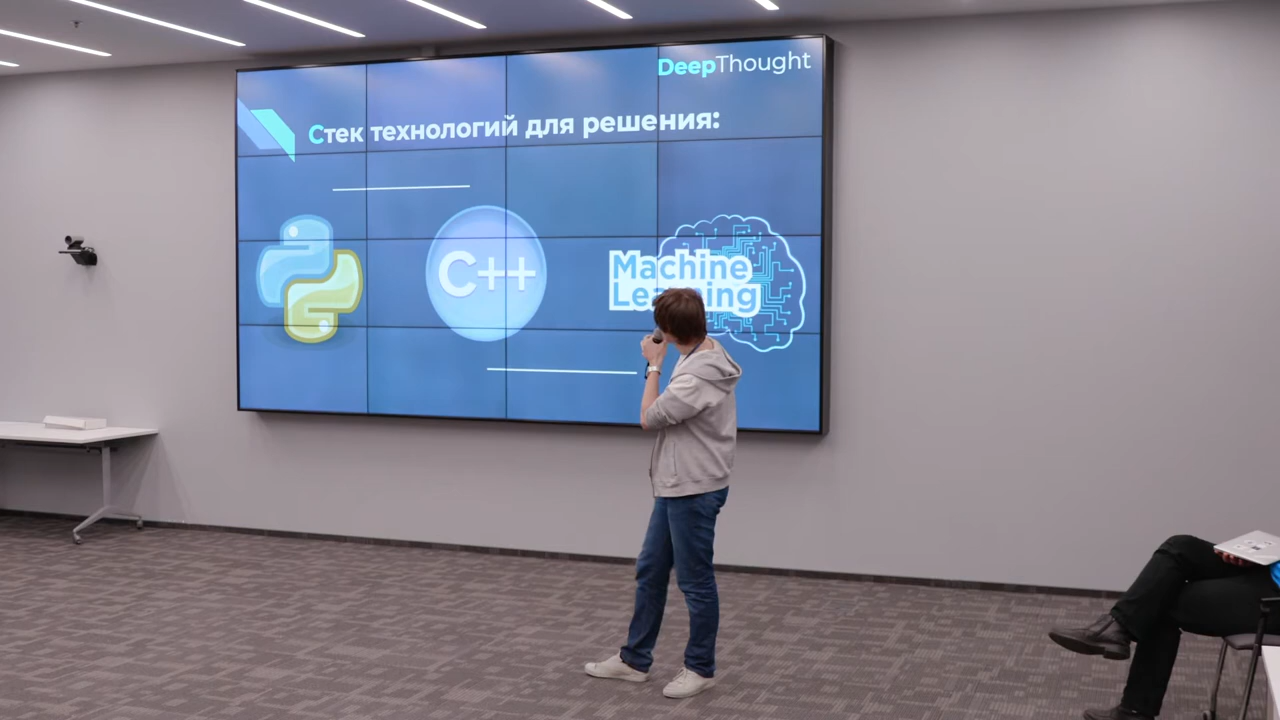 DeepThought
Стек технологий для решения:
C++
Machine
Learning